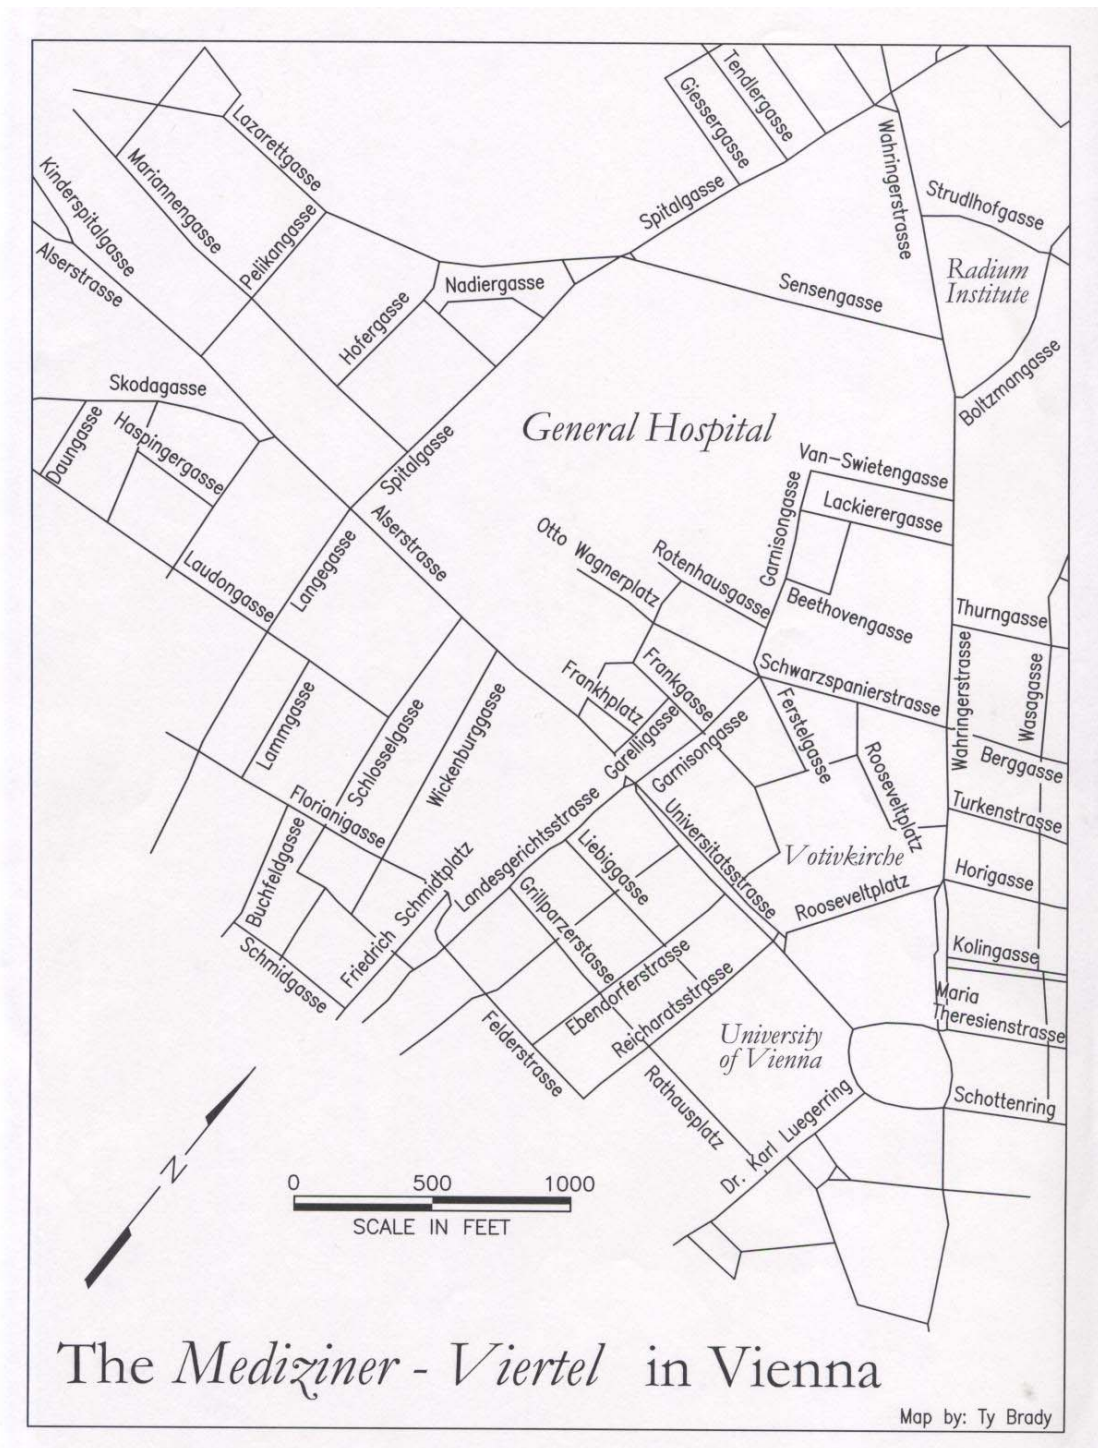 Tendlergasse
Giessergasse
Lazarettgasse
Mariannengasse
Wahringerstrasse
Kinderspitalgasse
Spitalgasse
Strudlhofgasse
Pelikangasse
Alserstrasse
Radium
Institute
Nadiergasse
Sensengasse
Hofergasse
Boltzmangasse
Skodagasse
Daungasse
Haspingergasse
General Hospital
Spitalgasse
Van-Swietengasse
Garnisongasse
Lackierergasse
Alserstrasse
Otto Wagnerplatz
Rotenhausgasse
Laudongasse
Langegasse
Beethovengasse
Thurngasse
Frankgasse
Schwarzspanierstrasse
Wahringerstrasse
Wasagasse
Frankhplatz
Lammgasse
Schlosselgasse
Wickenburggasse
Garelligasse
Garnisongasse
Ferstelgasse
Rooseveltplatz
Berggasse
Florianigasse
Turkenstrasse
Buchfeldgasse
Landesgerichtsstrasse
Universitatsstrasse
Liebiggasse
Votivkirche
Horigasse
Friedrich Schmidtplatz
Grillparzerstasse
Rooseveltplatz
Schmidgasse
Kolingasse
Ebendorferstrasse
Reicharatsstrasse
Maria
Theresienstrasse
Felderstrasse
University
of Vienna
Rathausplatz
Schottenring
Dr. Karl Luegerring
N
0 500 1000
SCALE IN FEET
The Mediziner - Viertel in Vienna
Map by: Ty Brady